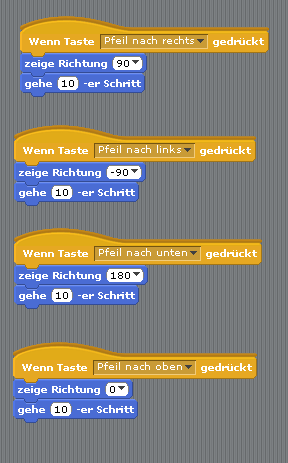 Wenn Taste Pfeil nach rechts gedrückt
zeige Richtung 90
gehe 10 -er Schritt
Wenn Taste Pfeil nach links gedrückt
zeige Richtung -90
gehe 10 -er Schritt
Wenn Taste Pfeil nach unten gedrückt
zeige Richtung 180
gehe 10 -er Schritt
Wenn Taste Pfeil nach oben gedrückt
zeige Richtung 0
gehe 10 -er Schritt